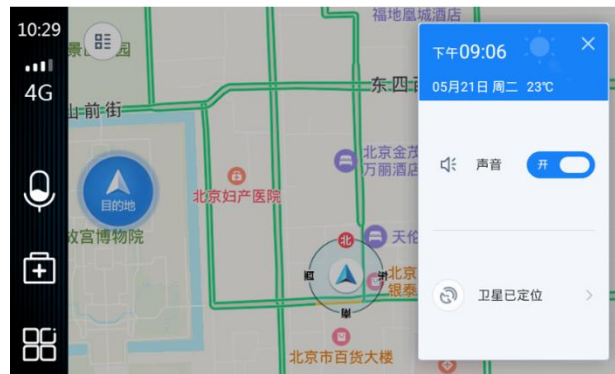 10:29
4G
福地凰城酒店
东四西
山前街
目的地
故宫博物院
北京妇产医院
北京金茂
万丽酒店
天伦
北
东
南
西
北京
银泰
北京市百货大楼
下午09:06
05月21日 周二 23℃
声音
开
卫星已定位